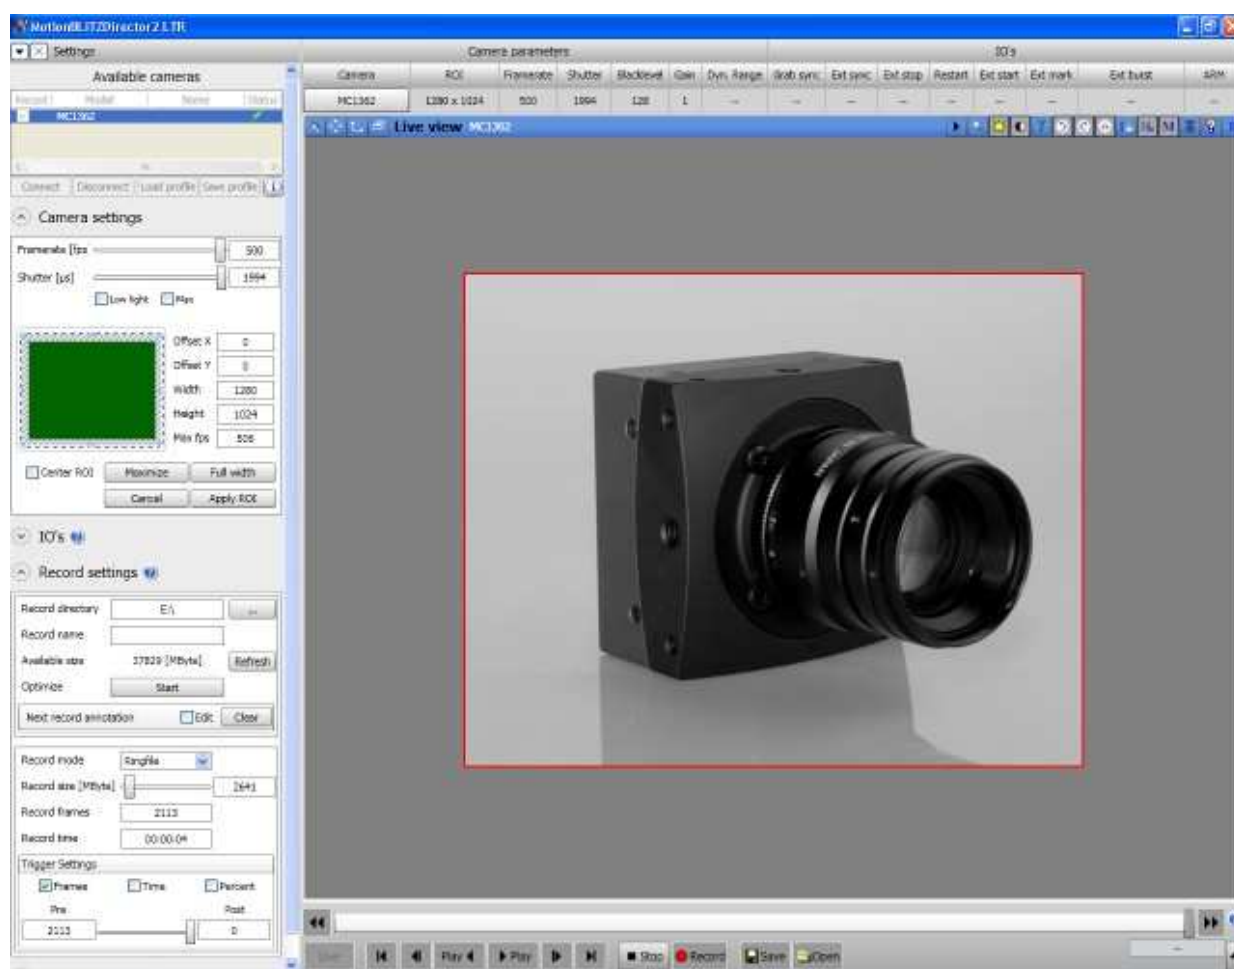 MotionBLITZDirector2 LTR
Settings
Camera parameters
IO's
Available cameras
Camera ROI Framerate Shutter Blacklevel Gain Dyn. Range Grab sync. Ext sync. Ext stop Restart Ext start Ext mark Ext burst ARM
Record Model Name Status
MC1362 1280 x 1024 500 1994 128 1 -- -- -- -- -- -- -- -- --
MC1362
Live view MC1362
Connect Disconnect Load profile Save profile
Camera settings
Framerate [fps 500
Shutter [µs] 1994
Low light Max
Offset X 0
Offset Y 0
Width 1280
Height 1024
Max fps 506
Center ROI Maximize Full width
Cancel Apply ROI
IO's
Record settings
Record directory E:\ ...
Record name
Available size 37829 [MByte] Refresh
Optimize Start
Next record annotation Edit Clear
Record mode Ringfile
Record size [MByte] 2641
Record frames 2113
Record time 00:00:04
Trigger Settings
Frames Time Percent
Pre Post
2113 0
Play Play Stop Record Save Open